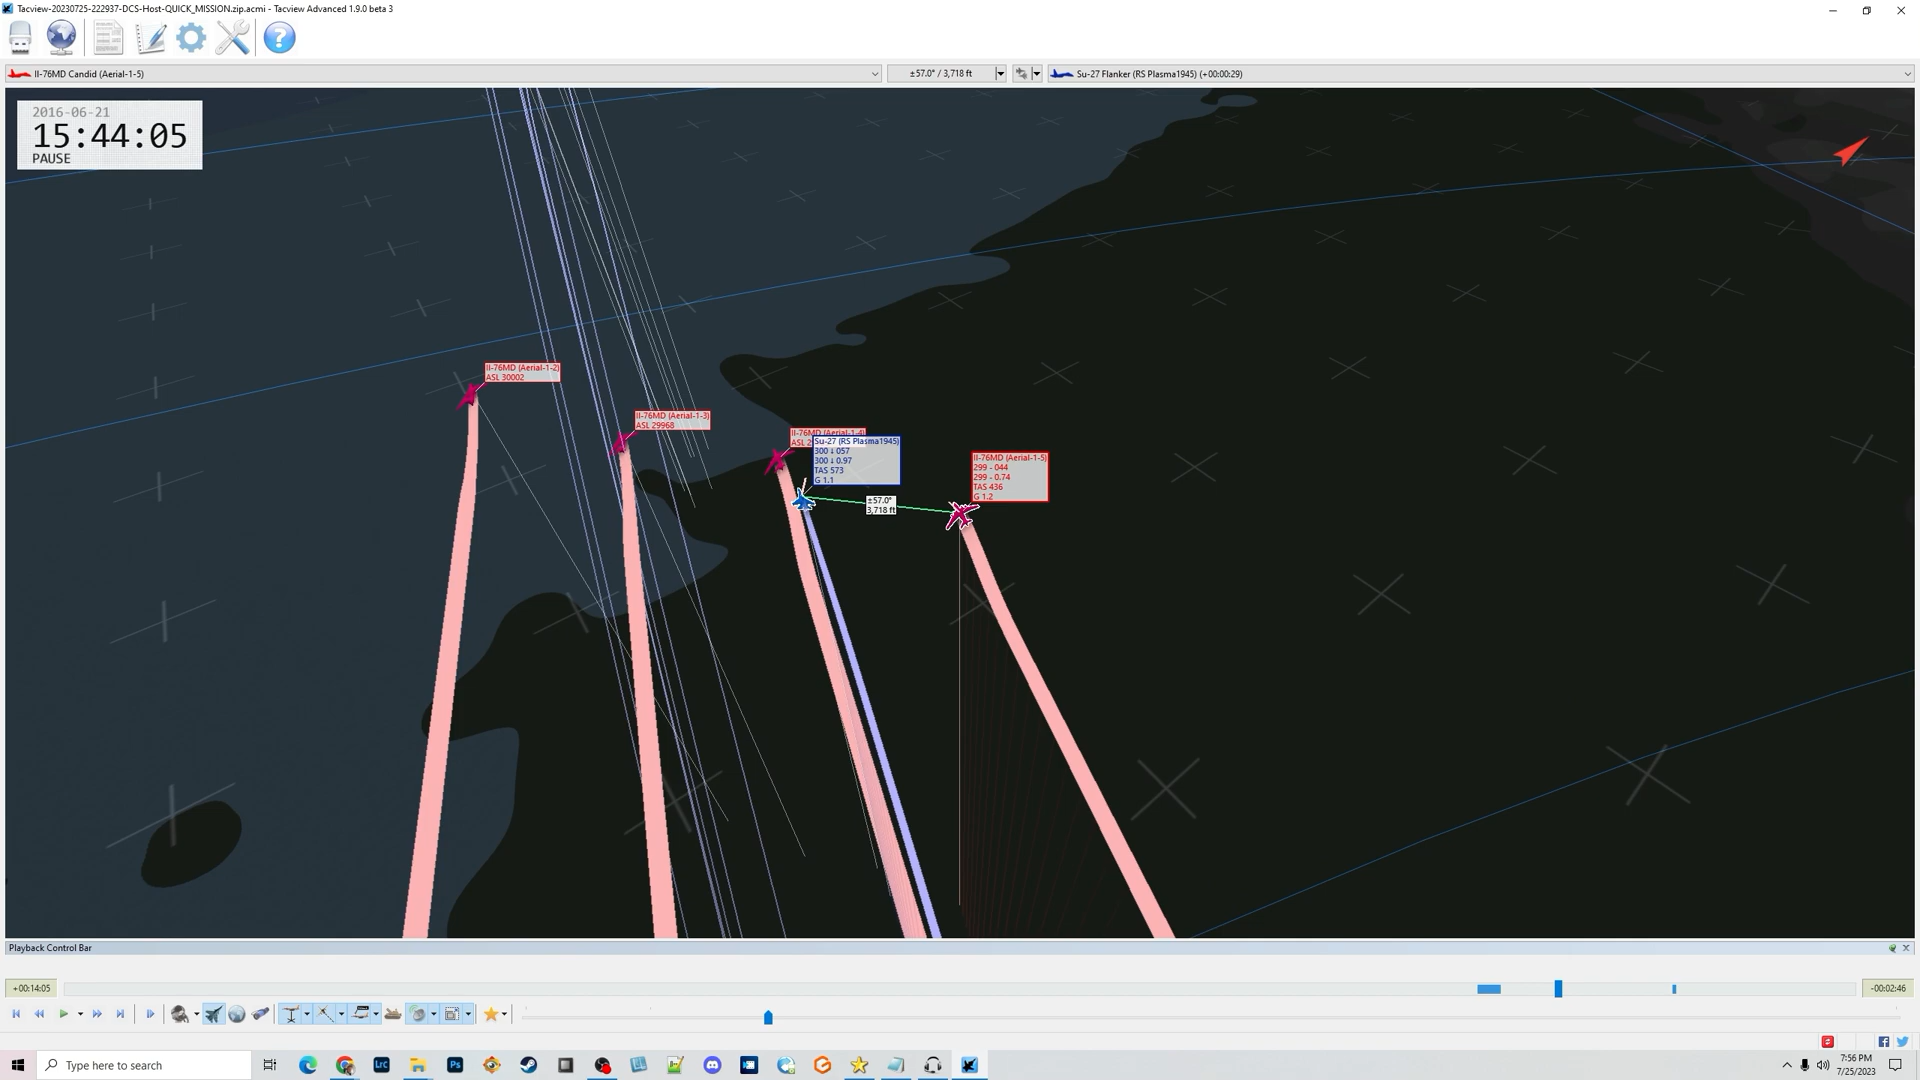 Tacview-20230725-222937-DCS-Host-QUICK_MISSION.zip.acmi - Tacview Advanced 1.9.0 beta 3
Il-76MD Candid (Aerial-1-5)
±57.0° / 3,718 ft
Su-27 Flanker (RS Plasma1945) (+00:00:29)
2016-06-21
15:44:05
PAUSE
Il-76MD (Aerial-1-2)
ASL 30002
Il-76MD (Aerial-1-3)
ASL 29968
Il-76MD (Aerial-1-4)
ASL 2
Su-27 (RS Plasma1945)
300 ↓ 057
300 ↓ 0.97
TAS 573
G 1.1
Il-76MD (Aerial-1-5)
299 - 044
299 - 0.74
TAS 436
G 1.2
±57.0°
3,718 ft
Playback Control Bar
+00:14:05
-00:02:46
Type here to search
LrC
Ps
7:56 PM
7/25/2023